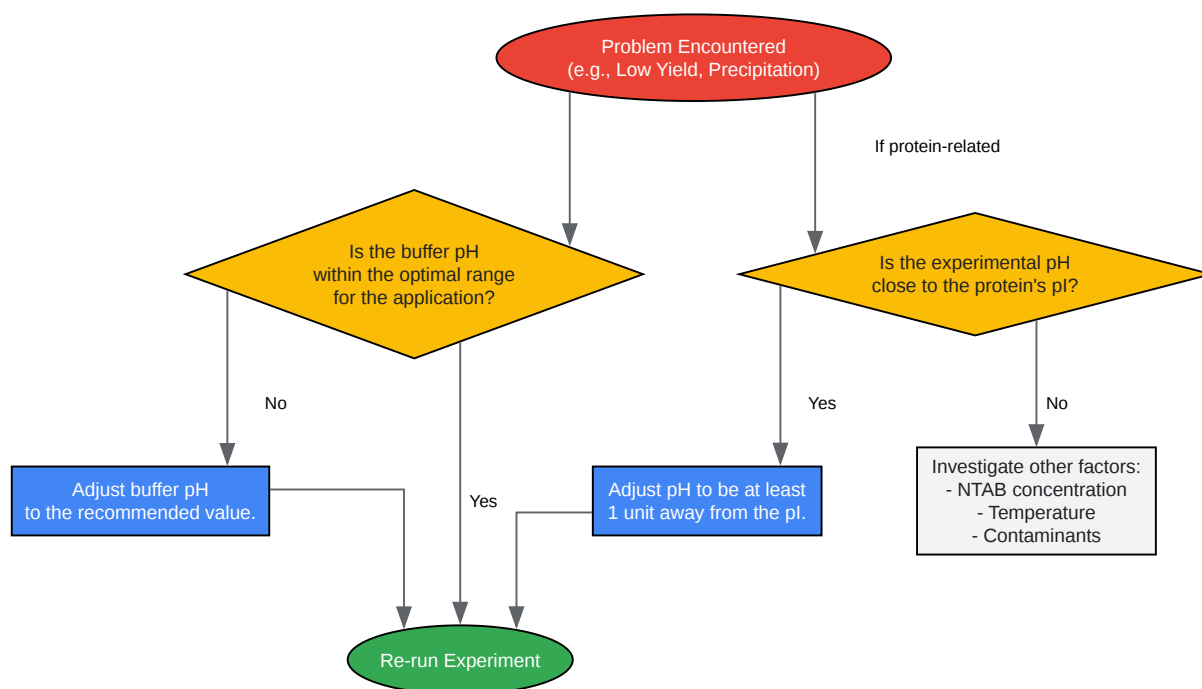 Problem Encountered
(e.g., Low Yield, Precipitation)
If protein-related
Is the buffer pH
within the optimal range
for the application?
Is the experimental pH
close to the protein's pI?
No
Yes
No
Adjust buffer pH
to the recommended value.
Yes
Adjust pH to be at least
1 unit away from the pI.
Investigate other factors:
- NTAB concentration
- Temperature
- Contaminants
Re-run Experiment